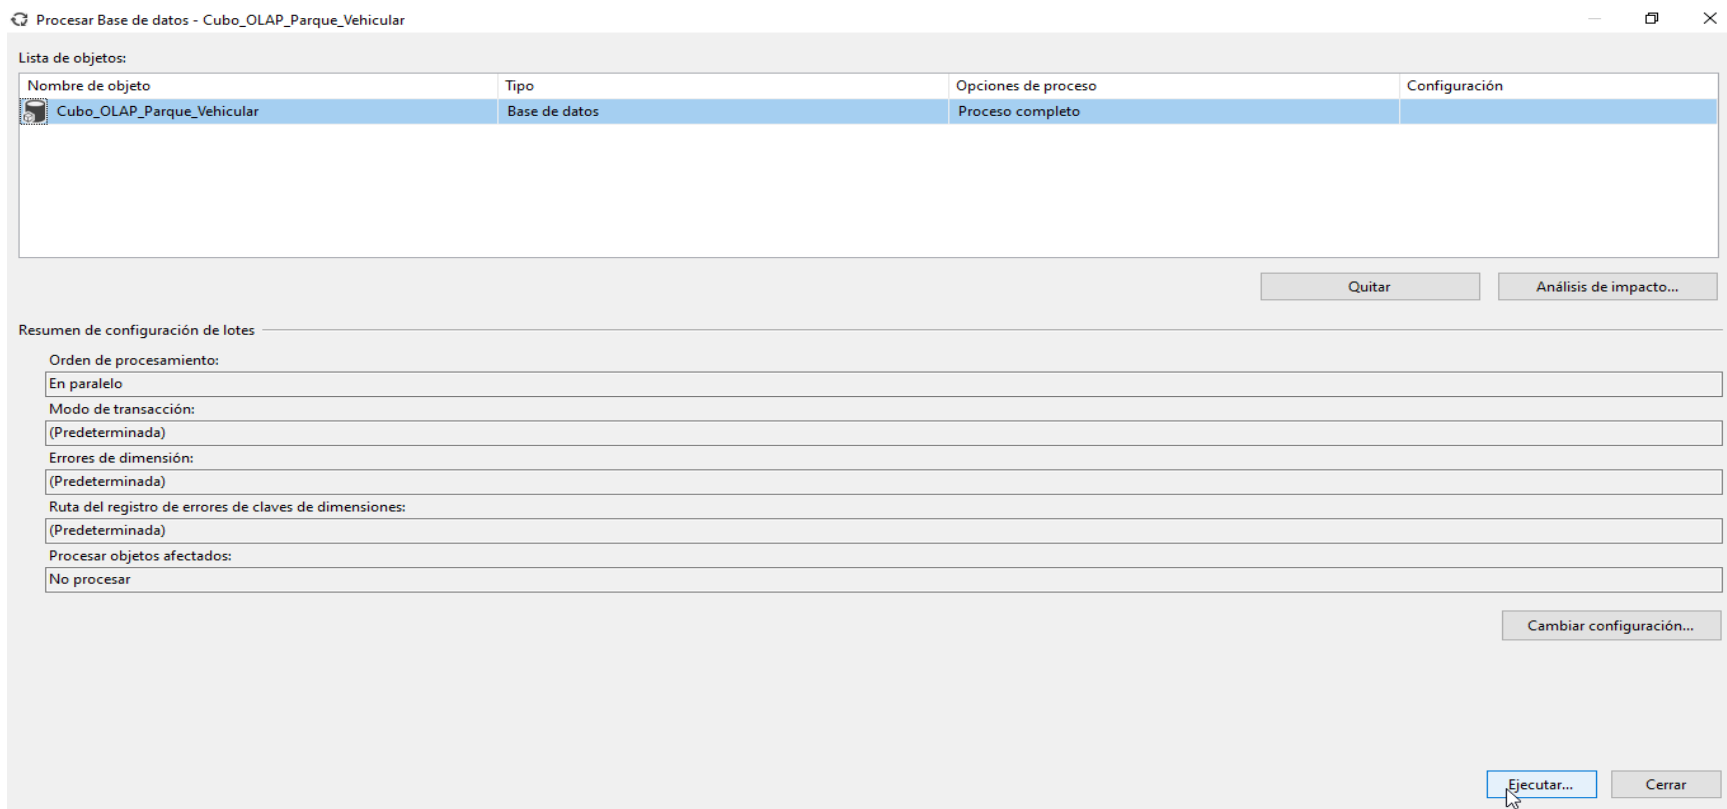 Procesar Base de datos - Cubo_OLAP_Parque_Vehicular
Lista de objetos:
Nombre de objeto Tipo Opciones de proceso Configuración
Cubo_OLAP_Parque_Vehicular Base de datos Proceso completo
Quitar Análisis de impacto...
Resumen de configuración de lotes
Orden de procesamiento:
En paralelo
Modo de transacción:
(Predeterminada)
Errores de dimensión:
(Predeterminada)
Ruta del registro de errores de claves de dimensiones:
(Predeterminada)
Procesar objetos afectados:
No procesar
Cambiar configuración...
Ejecutar... Cerrar